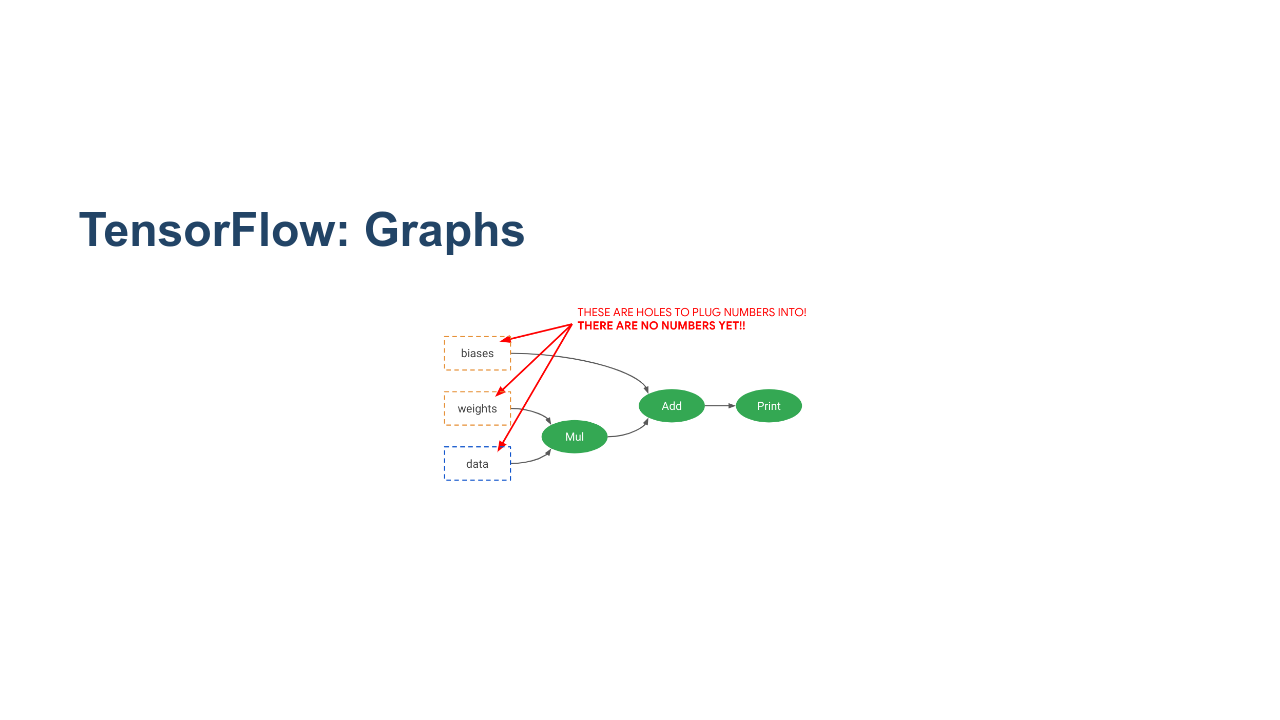 TensorFlow: Graphs
THESE ARE HOLES TO PLUG NUMBERS INTO!
THERE ARE NO NUMBERS YET!!
biases
weights
data
Mul
Add
Print